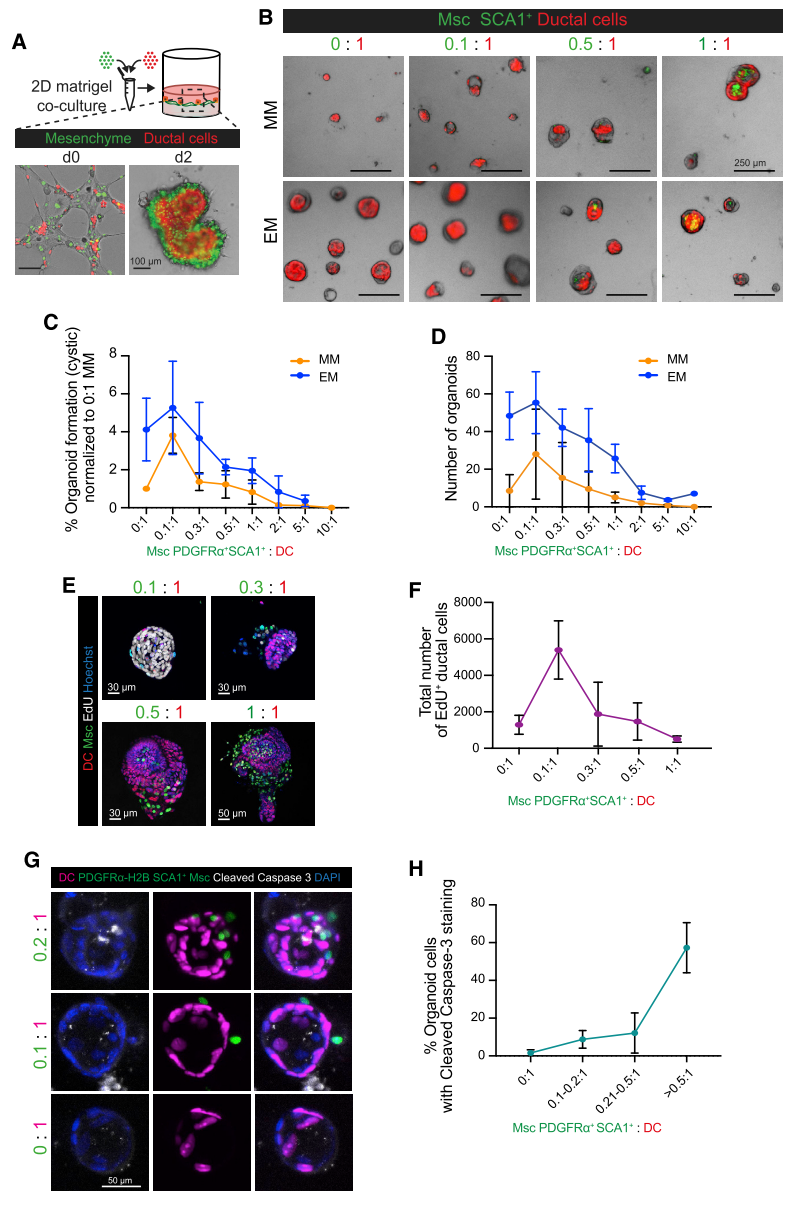 A
2D matrigel
co-culture
Mesenchyme Ductal cells
d0 d2
100 µm
B
Msc SCA1⁺ Ductal cells
0 : 1 0.1 : 1 0.5 : 1 1 : 1
MM
250 µm
EM
C
% Organoid formation (cystic)
normalized to 0:1 MM
8
6
4
2
0
MM
EM
0:1 0.1:1 0.3:1 0.5:1 1:1 2:1 5:1 10:1
Msc PDGFRα⁺SCA1⁺ : DC
D
Number of organoids
80
60
40
20
0
MM
EM
0:1 0.1:1 0.3:1 0.5:1 1:1 2:1 5:1 10:1
Msc PDGFRα⁺SCA1⁺ : DC
E
DC Msc EdU Hoechst
0.1 : 1 0.3 : 1
30 µm 30 µm
0.5 : 1 1 : 1
30 µm 50 µm
F
Total number
of EdU⁺ ductal cells
8000
6000
4000
2000
0
0:1 0.1:1 0.3:1 0.5:1 1:1
Msc PDGFRα⁺SCA1⁺ : DC
G
DC PDGFRα-H2B SCA1⁺ Msc Cleaved Caspase 3 DAPI
0.2 : 1
0.1 : 1
0 : 1
50 µm
H
% Organoid cells
with Cleaved Caspase-3 staining
80
60
40
20
0
0:1 0.1-0.2:1 0.21-0.5:1 >0.5:1
Msc PDGFRα⁺ SCA1⁺ : DC